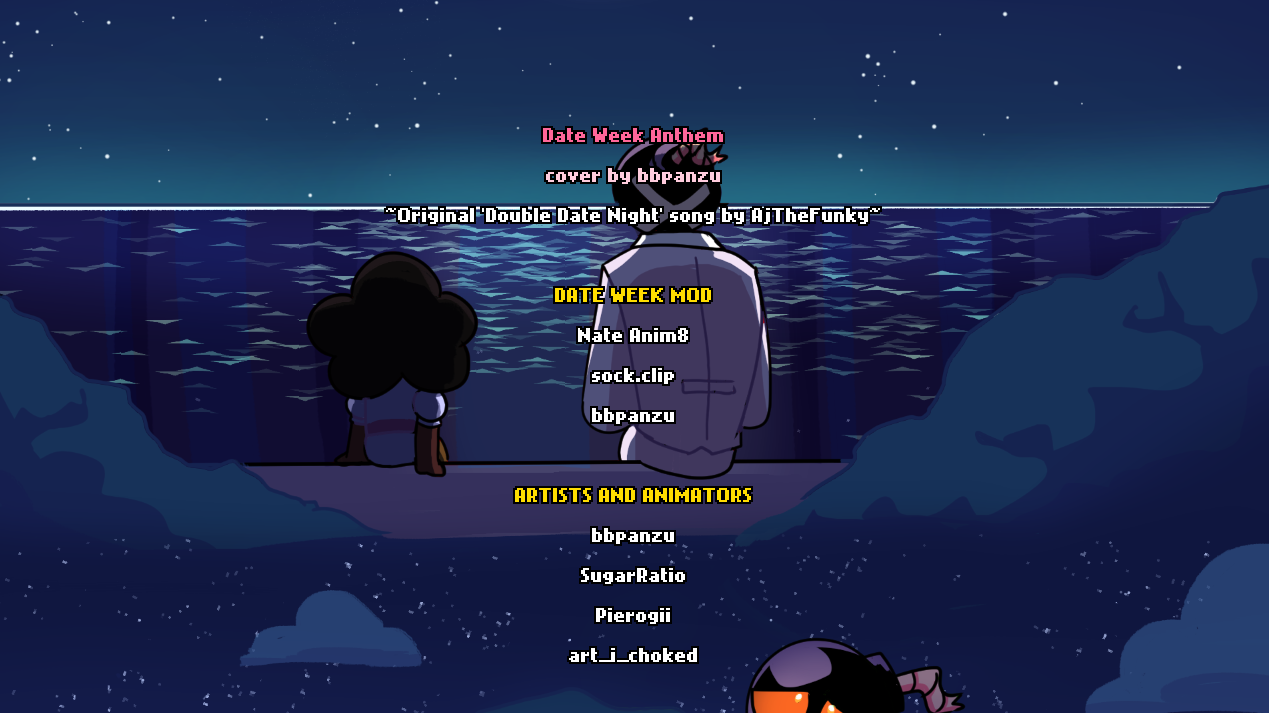 Date Week Anthem
cover by bbpanzu
~Original 'Double Date Night' song by AjTheFunky~
DATE WEEK MOD
Nate Anim8
sock.clip
bbpanzu
ARTISTS AND ANIMATORS
bbpanzu
SugarRatio
Pierogii
art_i_choked